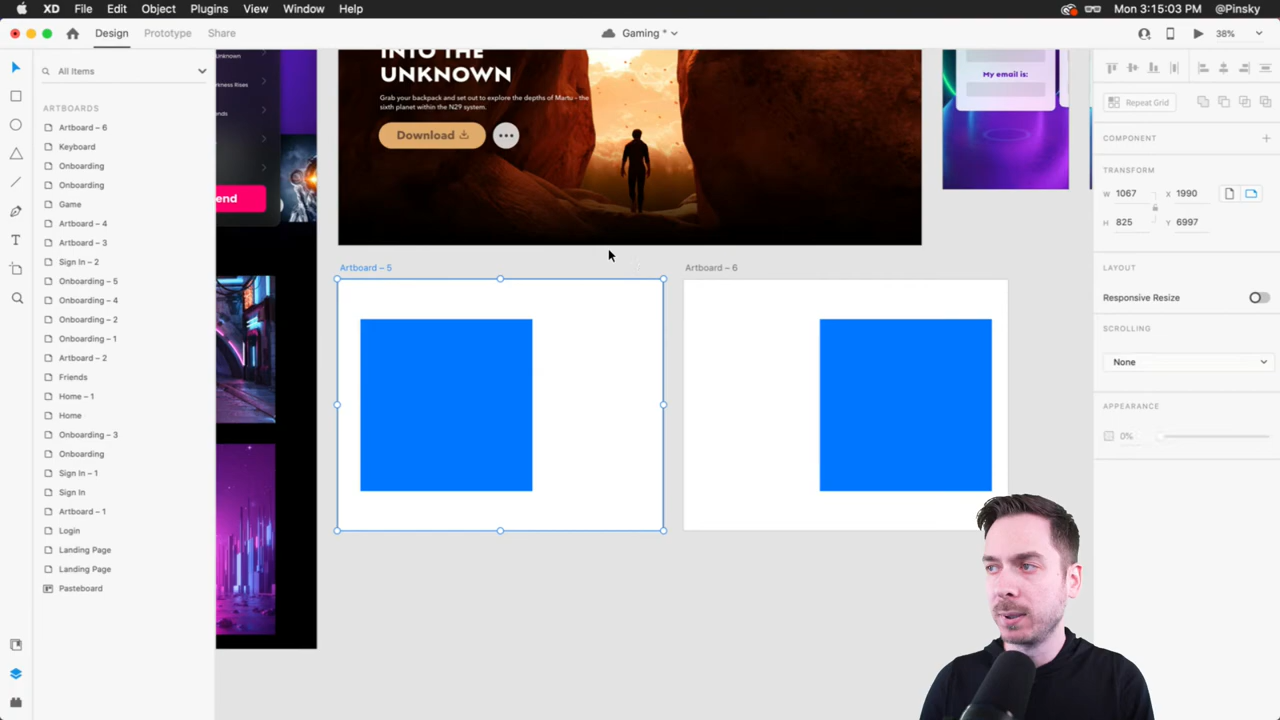 XD File Edit Object Plugins View Window Help
Mon 3:15:03 PM @Pinsky
Design Prototype Share
Gaming *
38%
All Items
ARTBOARDS
Artboard – 6
Keyboard
Onboarding
Onboarding
Game
Artboard – 4
Artboard – 3
Sign In – 2
Onboarding – 5
Onboarding – 4
Onboarding – 2
Onboarding – 1
Artboard – 2
Friends
Home – 1
Home
Onboarding – 3
Onboarding
Sign In – 1
Sign In
Artboard – 1
Login
Landing Page
Landing Page
Pasteboard
Unknown
rkness Rises
ends
end
INTO THE
UNKNOWN
Grab your backpack and set out to explore the depths of Martu - the
sixth planet within the N29 system.
Download
My email is:
Artboard – 5
Artboard – 6
Repeat Grid
COMPONENT
TRANSFORM
W 1067 X 1990
H 825 Y 6997
LAYOUT
Responsive Resize
SCROLLING
None
APPEARANCE
0%